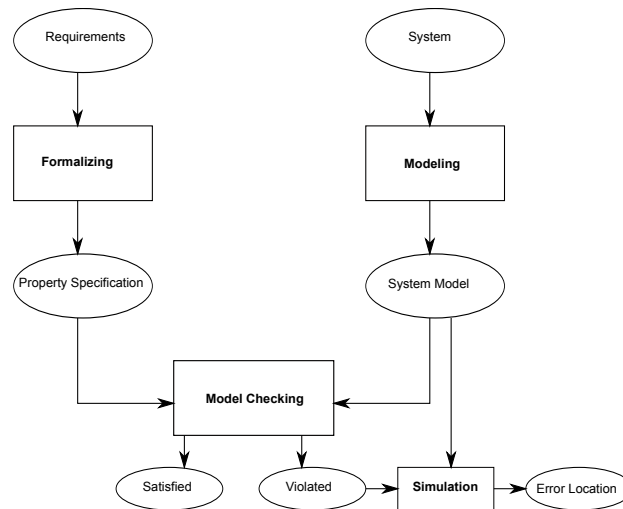 Requirements
System
Formalizing
Modeling
Property Specification
System Model
Model Checking
Satisfied
Violated
Simulation
Error Location